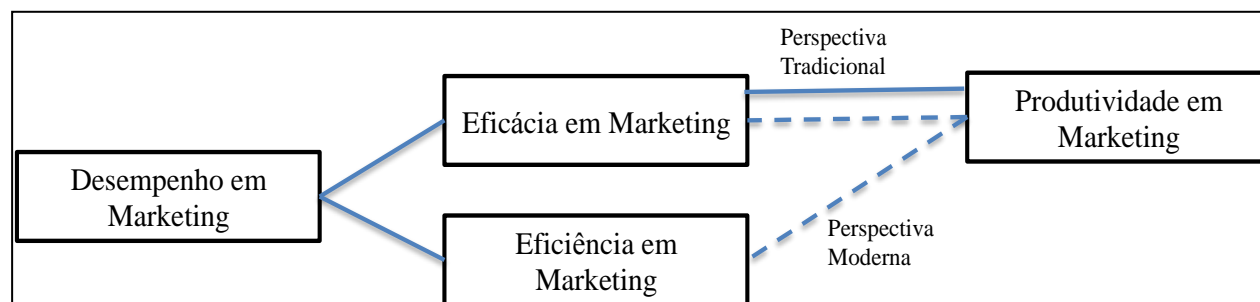 Perspectiva
Tradicional
Eficácia em Marketing
Produtividade em
Marketing
Desempenho em
Marketing
Eficiência em
Marketing
Perspectiva
Moderna